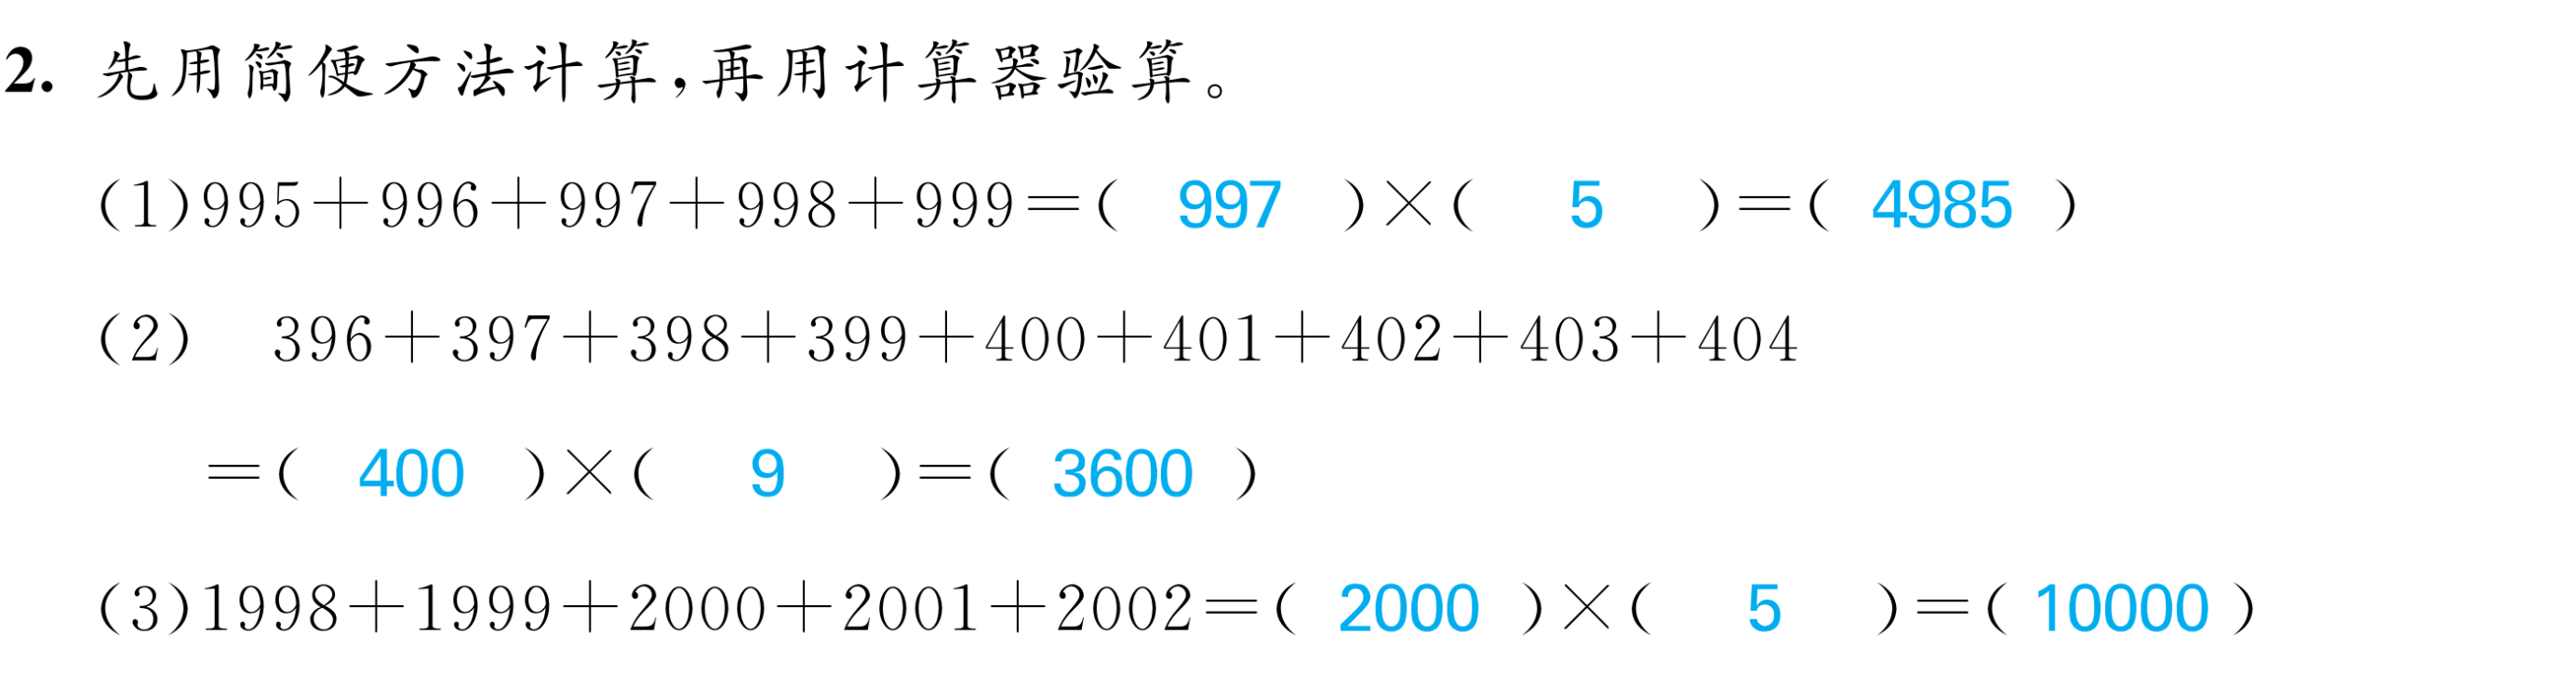 2. 先用简便方法计算,再用计算器验算。
(1)995+996+997+998+999=( 997 )×( 5 )=( 4985 )
(2) 396+397+398+399+400+401+402+403+404
=( 400 )×( 9 )=( 3600 )
(3)1998+1999+2000+2001+2002=( 2000 )×( 5 )=( 10000 )